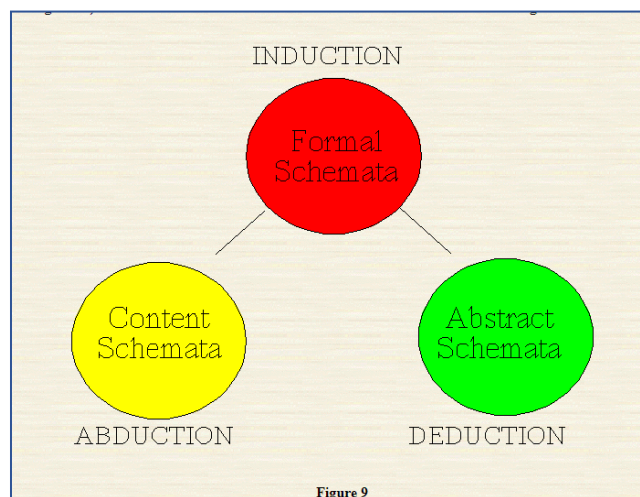 INDUCTION
Formal
Schemata
Content
Schemata
Abstract
Schemata
ABDUCTION
DEDUCTION
Figure 9